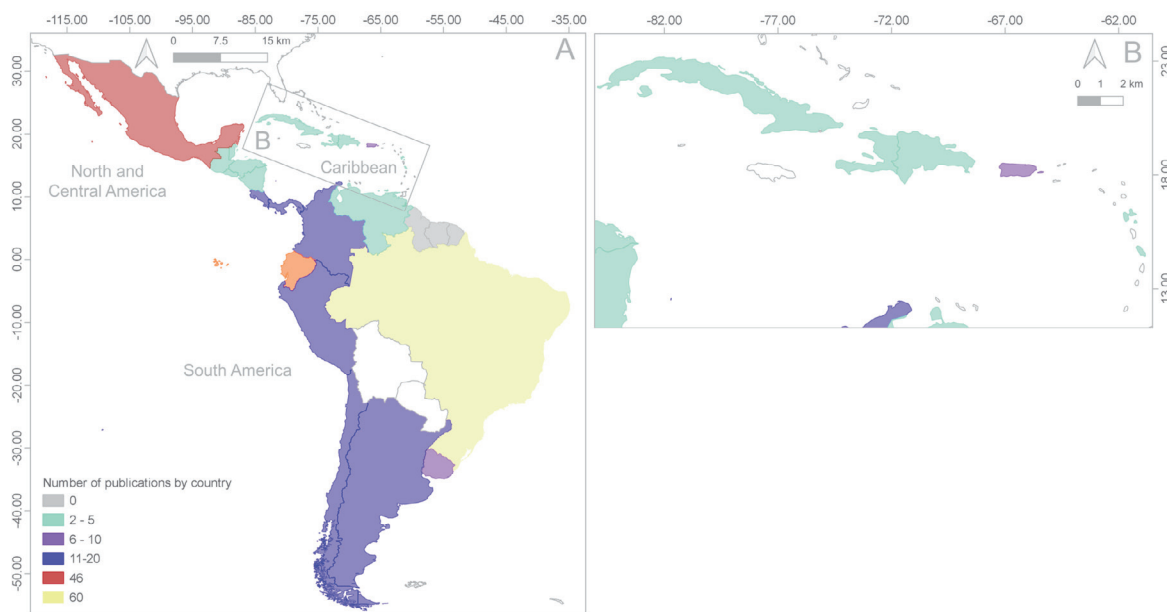 -115.00 -105.00 -95.00 -85.00 -75.00 -65.00 -55.00 -45.00 -35.00
0 7.5 15 km
A
30.00
20.00
10.00
0.00
-10.00
-20.00
-30.00
-40.00
-50.00
B
Caribbean
North and
Central America
South America
Number of publications by country
0
2 - 5
6 - 10
11-20
46
60
-82.00 -77.00 -72.00 -67.00 -62.00
B
0 1 2 km
23.00
18.00
13.00